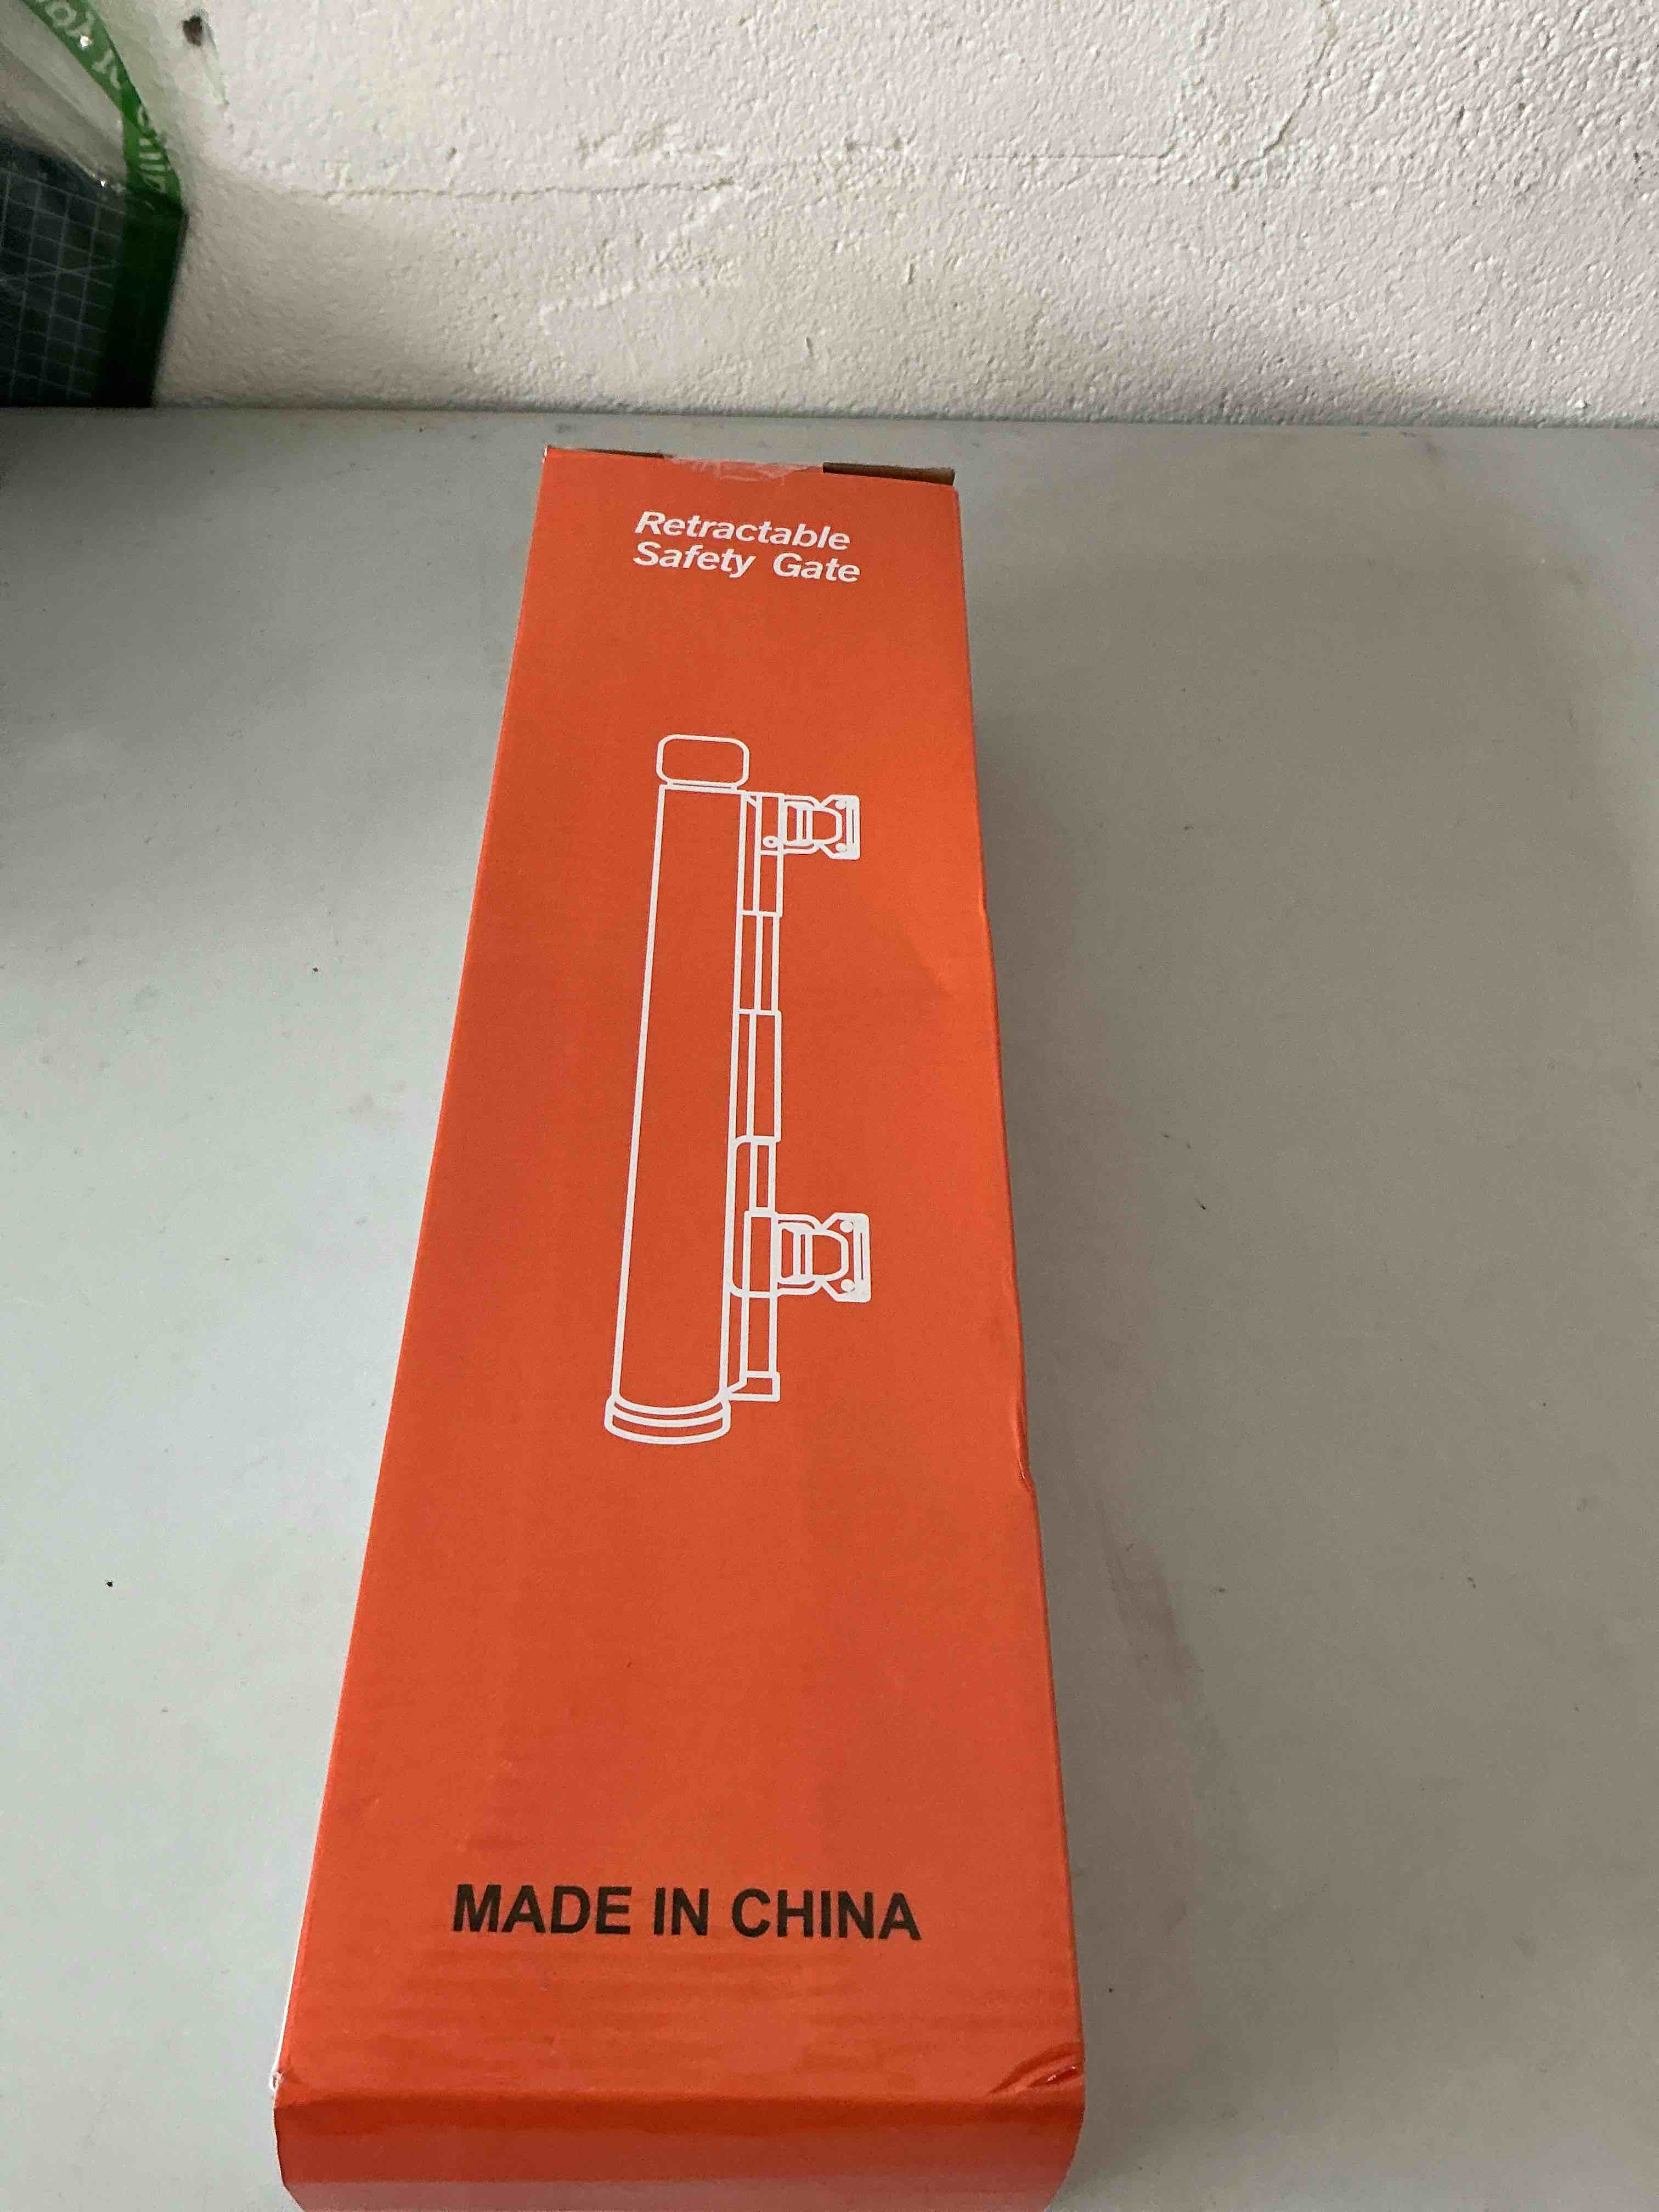 Retractable
Safety Gate
MADE IN CHINA